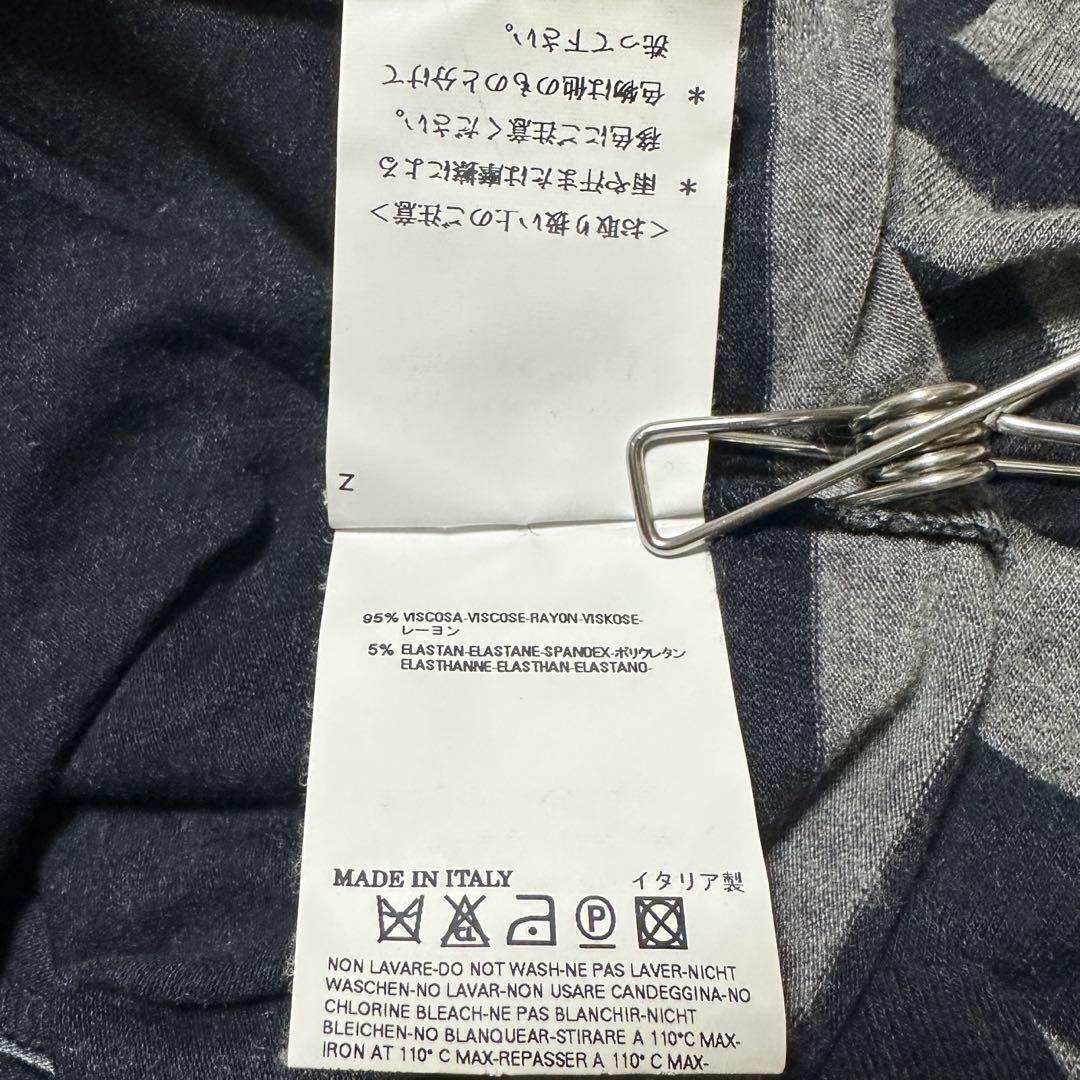 <お取り扱い上のご注意>
* 雨や汗または摩擦による
移色にご注意ください。
* 色物は他のものと分けて
洗って下さい。
Z
95% VISCOSA-VISCOSE-RAYON-VISKOSE-
レーヨン
5% ELASTAN-ELASTANE-SPANDEX-ポリウレタン
ELASTHANNE-ELASTHAN-ELASTANO-
MADE IN ITALY イタリア製
CL P
NON LAVARE-DO NOT WASH-NE PAS LAVER-NICHT
WASCHEN-NO LAVAR-NON USARE CANDEGGINA-NO
CHLORINE BLEACH-NE PAS BLANCHIR-NICHT
BLEICHEN-NO BLANQUEAR-STIRARE A 110°C MAX-
IRON AT 110° C MAX-REPASSER A 110° C MAX-